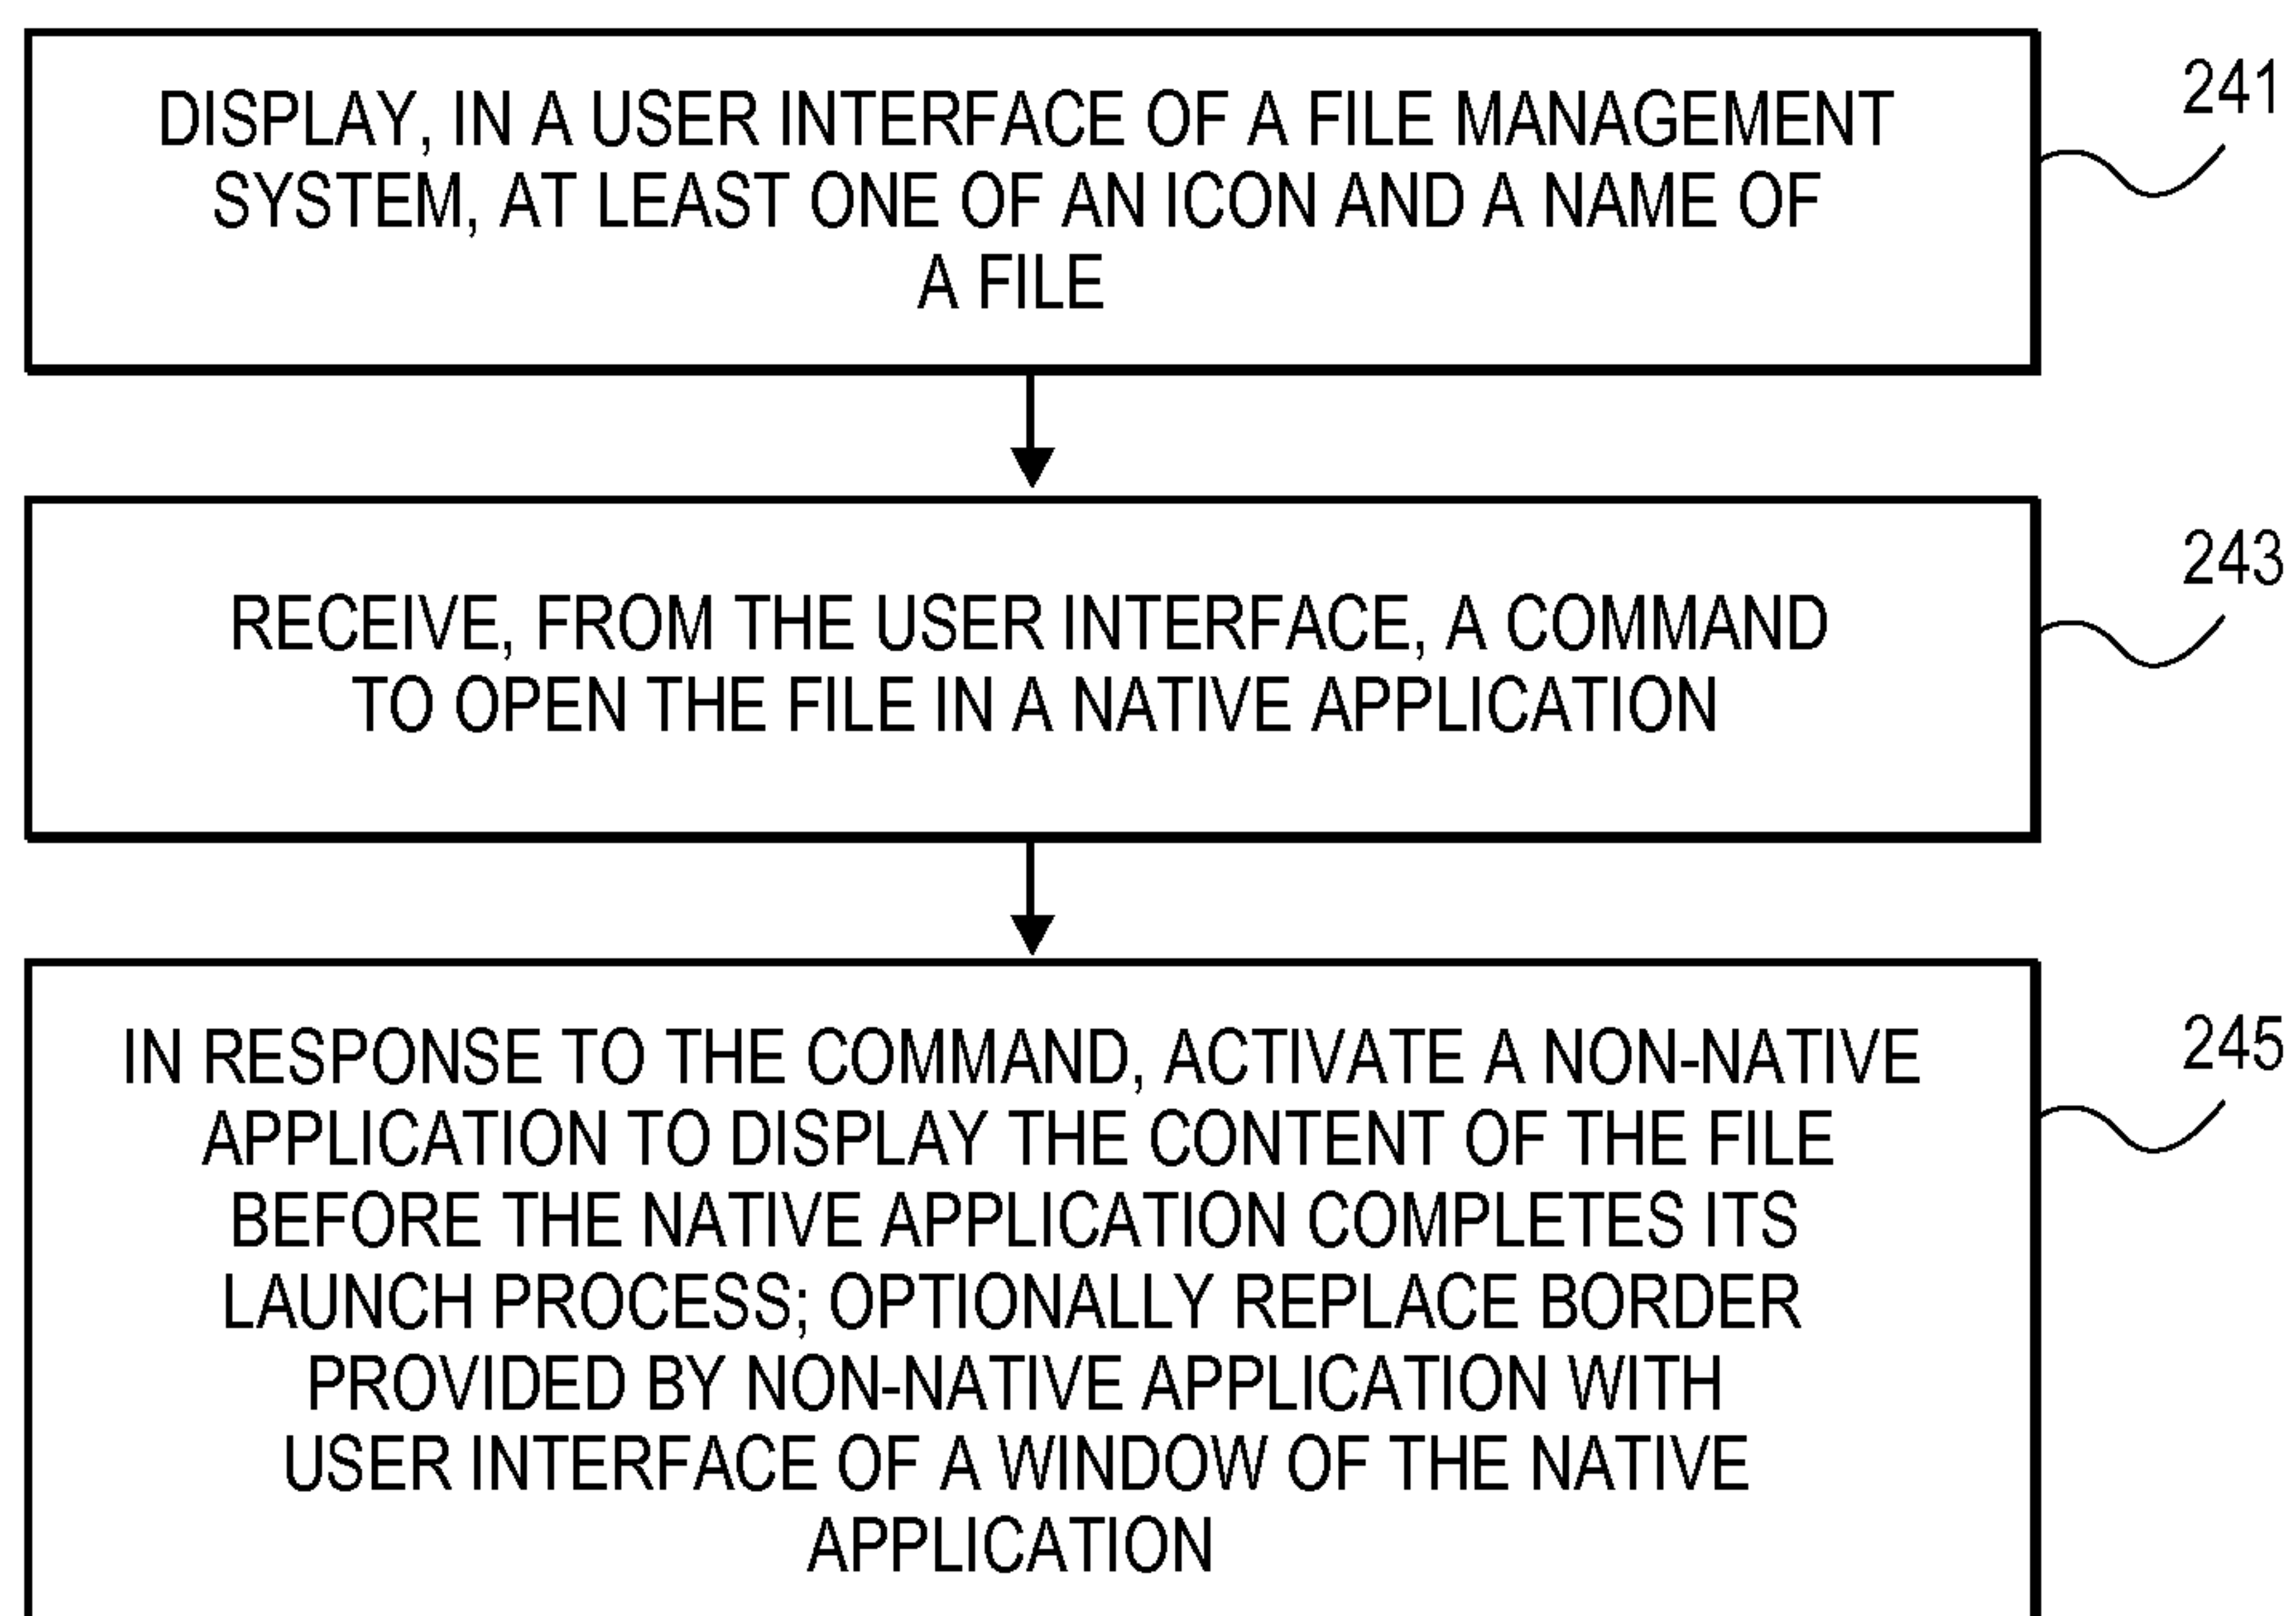 DISPLAY, IN A USER INTERFACE OF A FILE MANAGEMENT
SYSTEM, AT LEAST ONE OF AN ICON AND A NAME OF
A FILE
241
RECEIVE, FROM THE USER INTERFACE, A COMMAND
TO OPEN THE FILE IN A NATIVE APPLICATION
243
IN RESPONSE TO THE COMMAND, ACTIVATE A NON-NATIVE
APPLICATION TO DISPLAY THE CONTENT OF THE FILE
BEFORE THE NATIVE APPLICATION COMPLETES ITS
LAUNCH PROCESS; OPTIONALLY REPLACE BORDER
PROVIDED BY NON-NATIVE APPLICATION WITH
USER INTERFACE OF A WINDOW OF THE NATIVE
APPLICATION
245